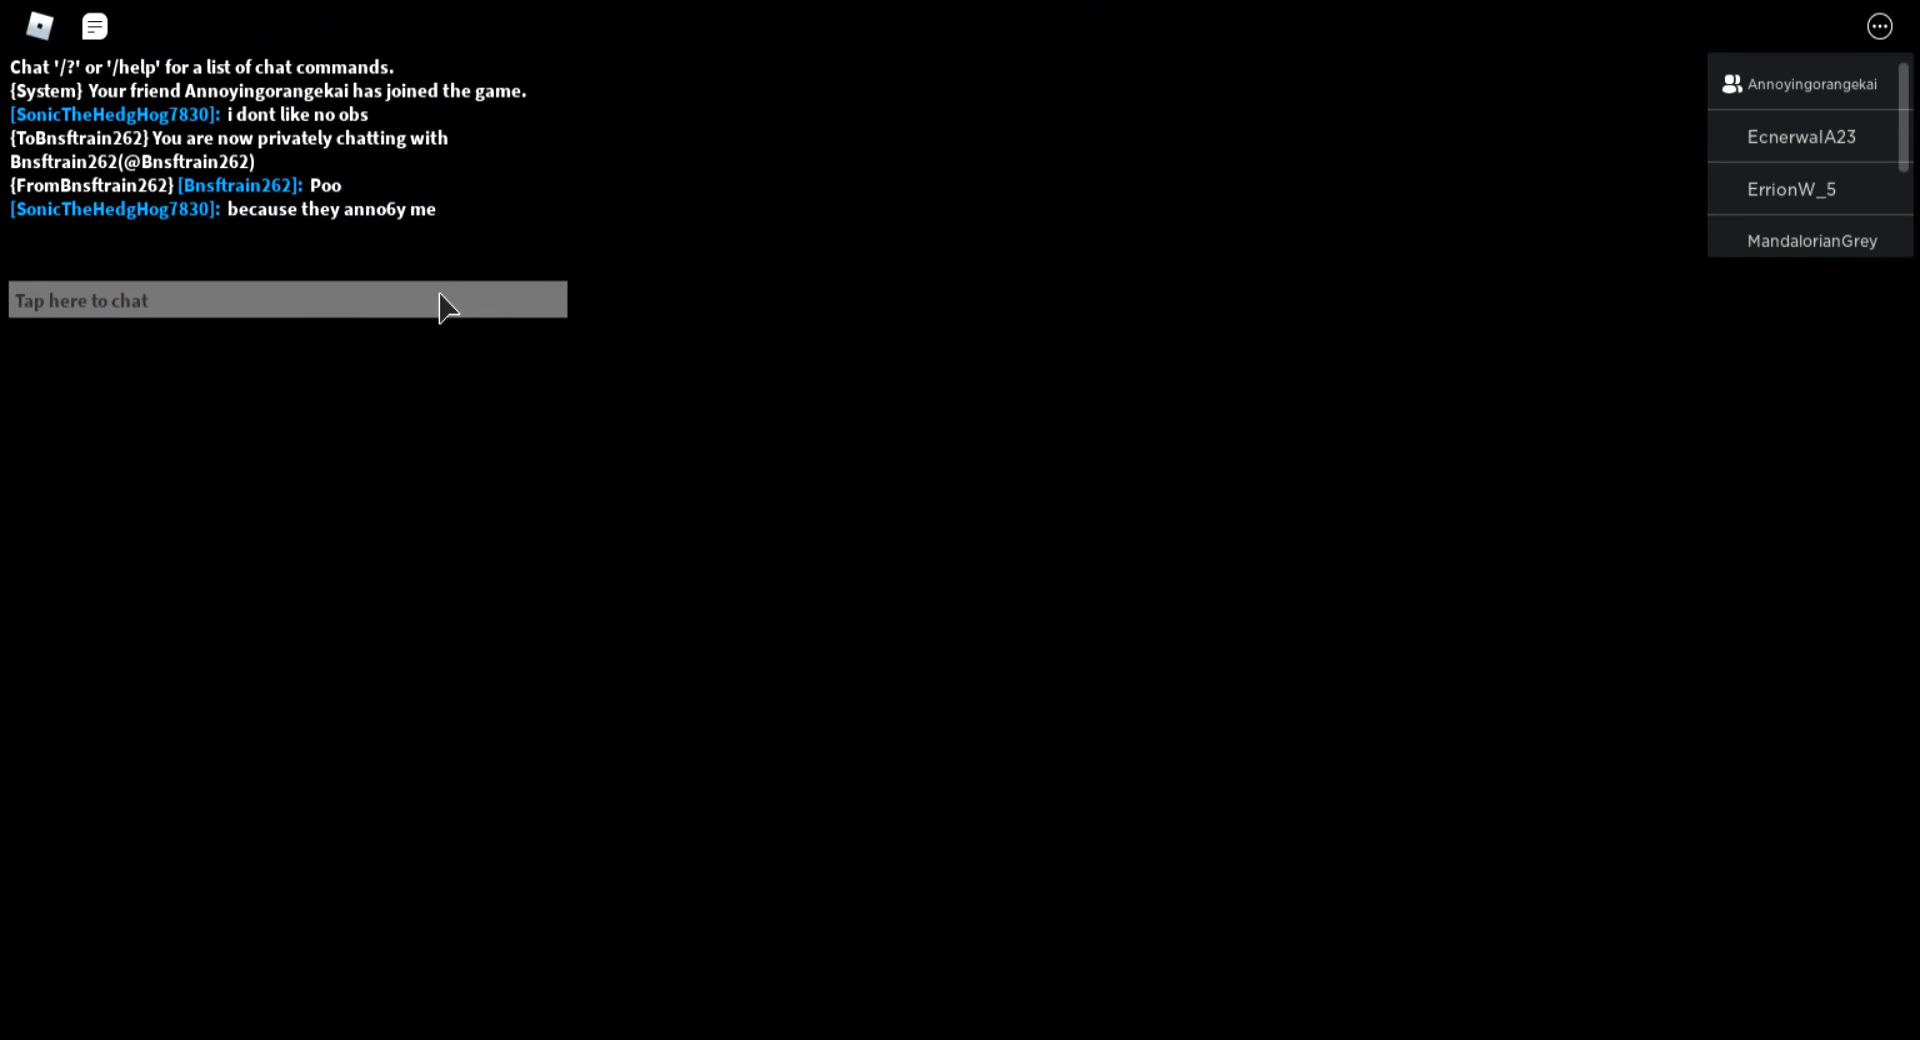 Chat '/?' or '/help' for a list of chat commands.
{System} Your friend Annoyingorangekai has joined the game.
[SonicTheHedgHog7830]: i dont like no obs
{ToBnsftrain262} You are now privately chatting with
Bnsftrain262(@Bnsftrain262)
{FromBnsftrain262} [Bnsftrain262]: Poo
[SonicTheHedgHog7830]: because they anno6y me
Tap here to chat
Annoyingorangekai
EcnerwalA23
ErrionW_5
MandalorianGrey